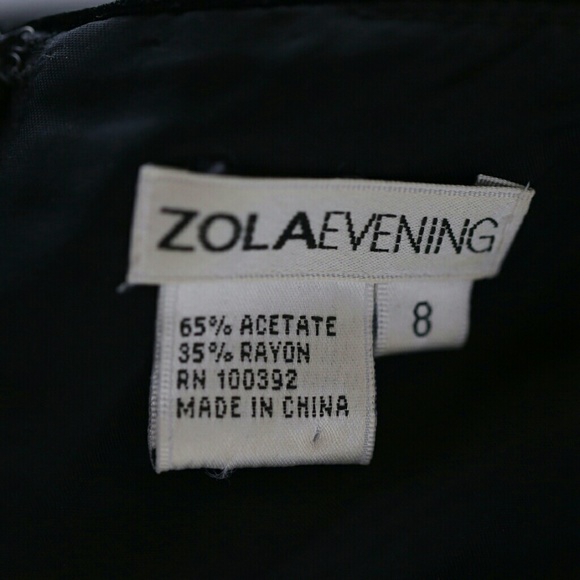 ZOLAEVENING
8
65% ACETATE
35% RAYON
RN 100392
MADE IN CHINA